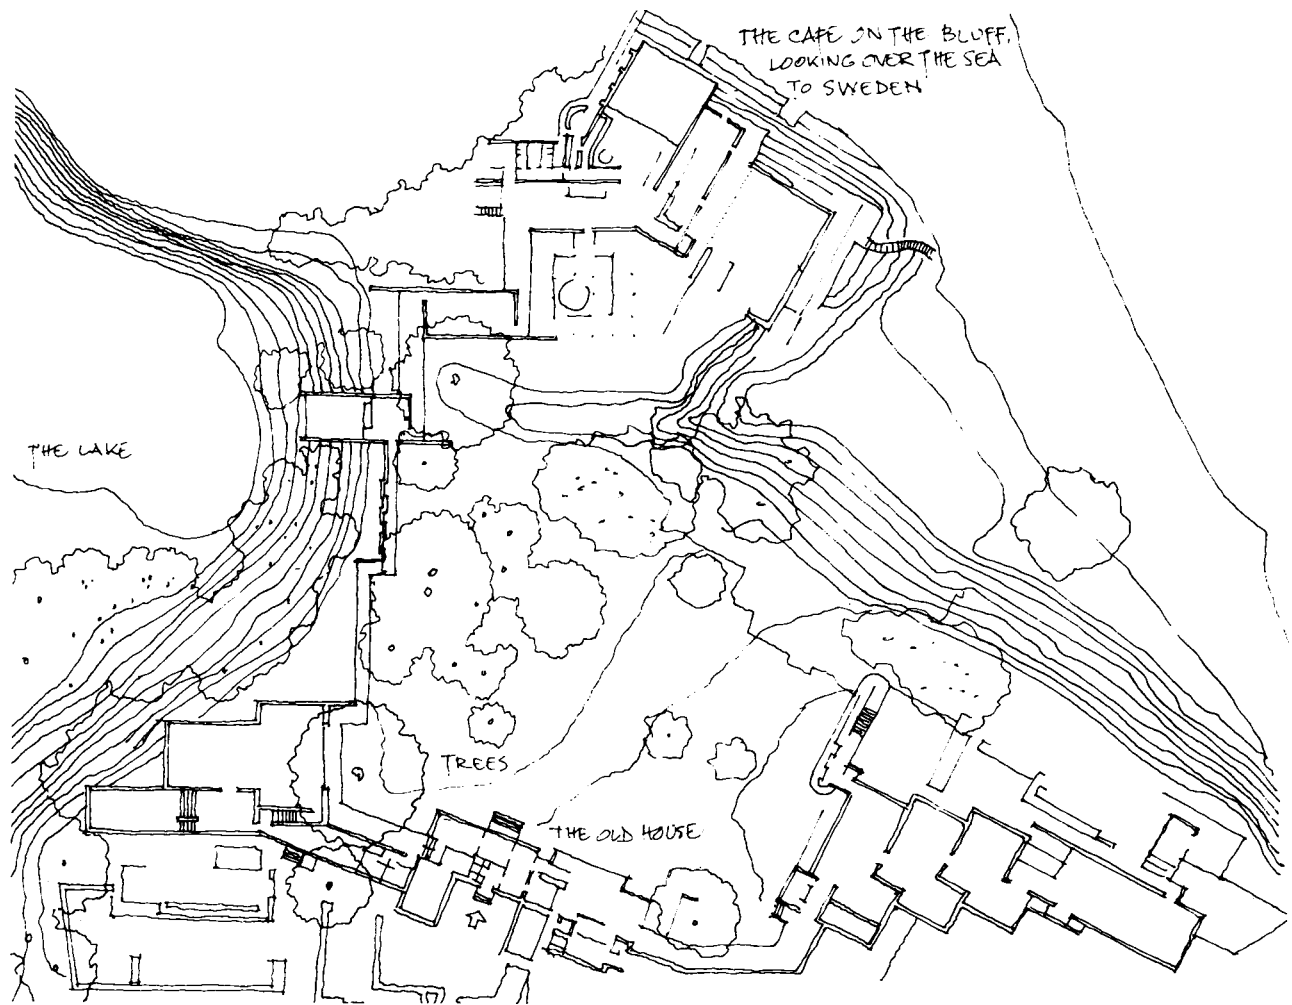 THE CAFE ON THE BLUFF,
LOOKING OVER THE SEA
TO SWEDEN
THE LAKE
TREES
THE OLD HOUSE